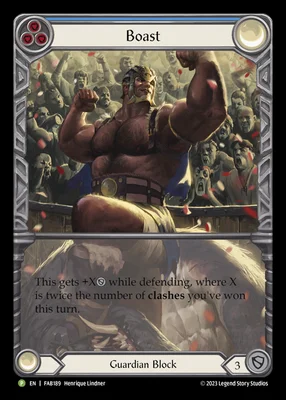 Boast
This gets +X while defending, where X
is twice the number of clashes you've won
this turn.
Guardian Block
3
P EN | FAB189 Henrique Lindner
© 2023 Legend Story Studios